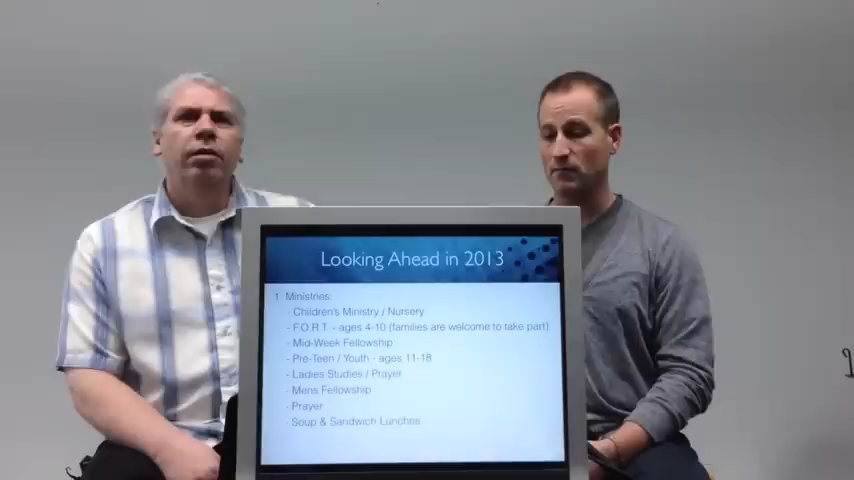 Looking Ahead in 2013
1. Ministries:
- Children's Ministry / Nursery
- F.O.R.T. - ages 4-10 (families are welcome to take part)
- Mid-Week Fellowship
- Pre-Teen / Youth - ages 11-18
- Ladies Studies / Prayer
- Mens Fellowship
- Prayer
- Soup & Sandwich Lunches